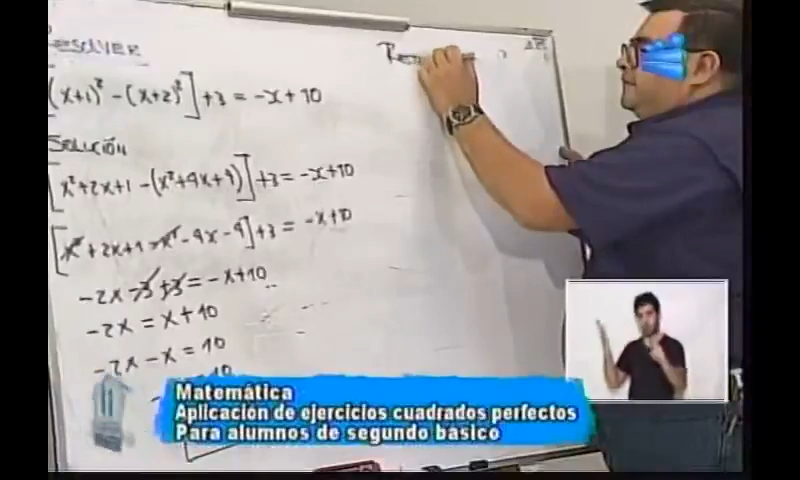 RESOLVER
[(x+1)² - (x+2)²] + 3 = -x + 10
SOLUCIÓN
[x² + 2x + 1 - (x² + 4x + 4)] + 3 = -x + 10
[x² + 2x + 1 - x² - 4x - 4] + 3 = -x + 10
-2x - 3 + 3 = -x + 10
-2x = x + 10
-2x - x = 10
10
Matemática
Aplicación de ejercicios cuadrados perfectos
Para alumnos de segundo básico